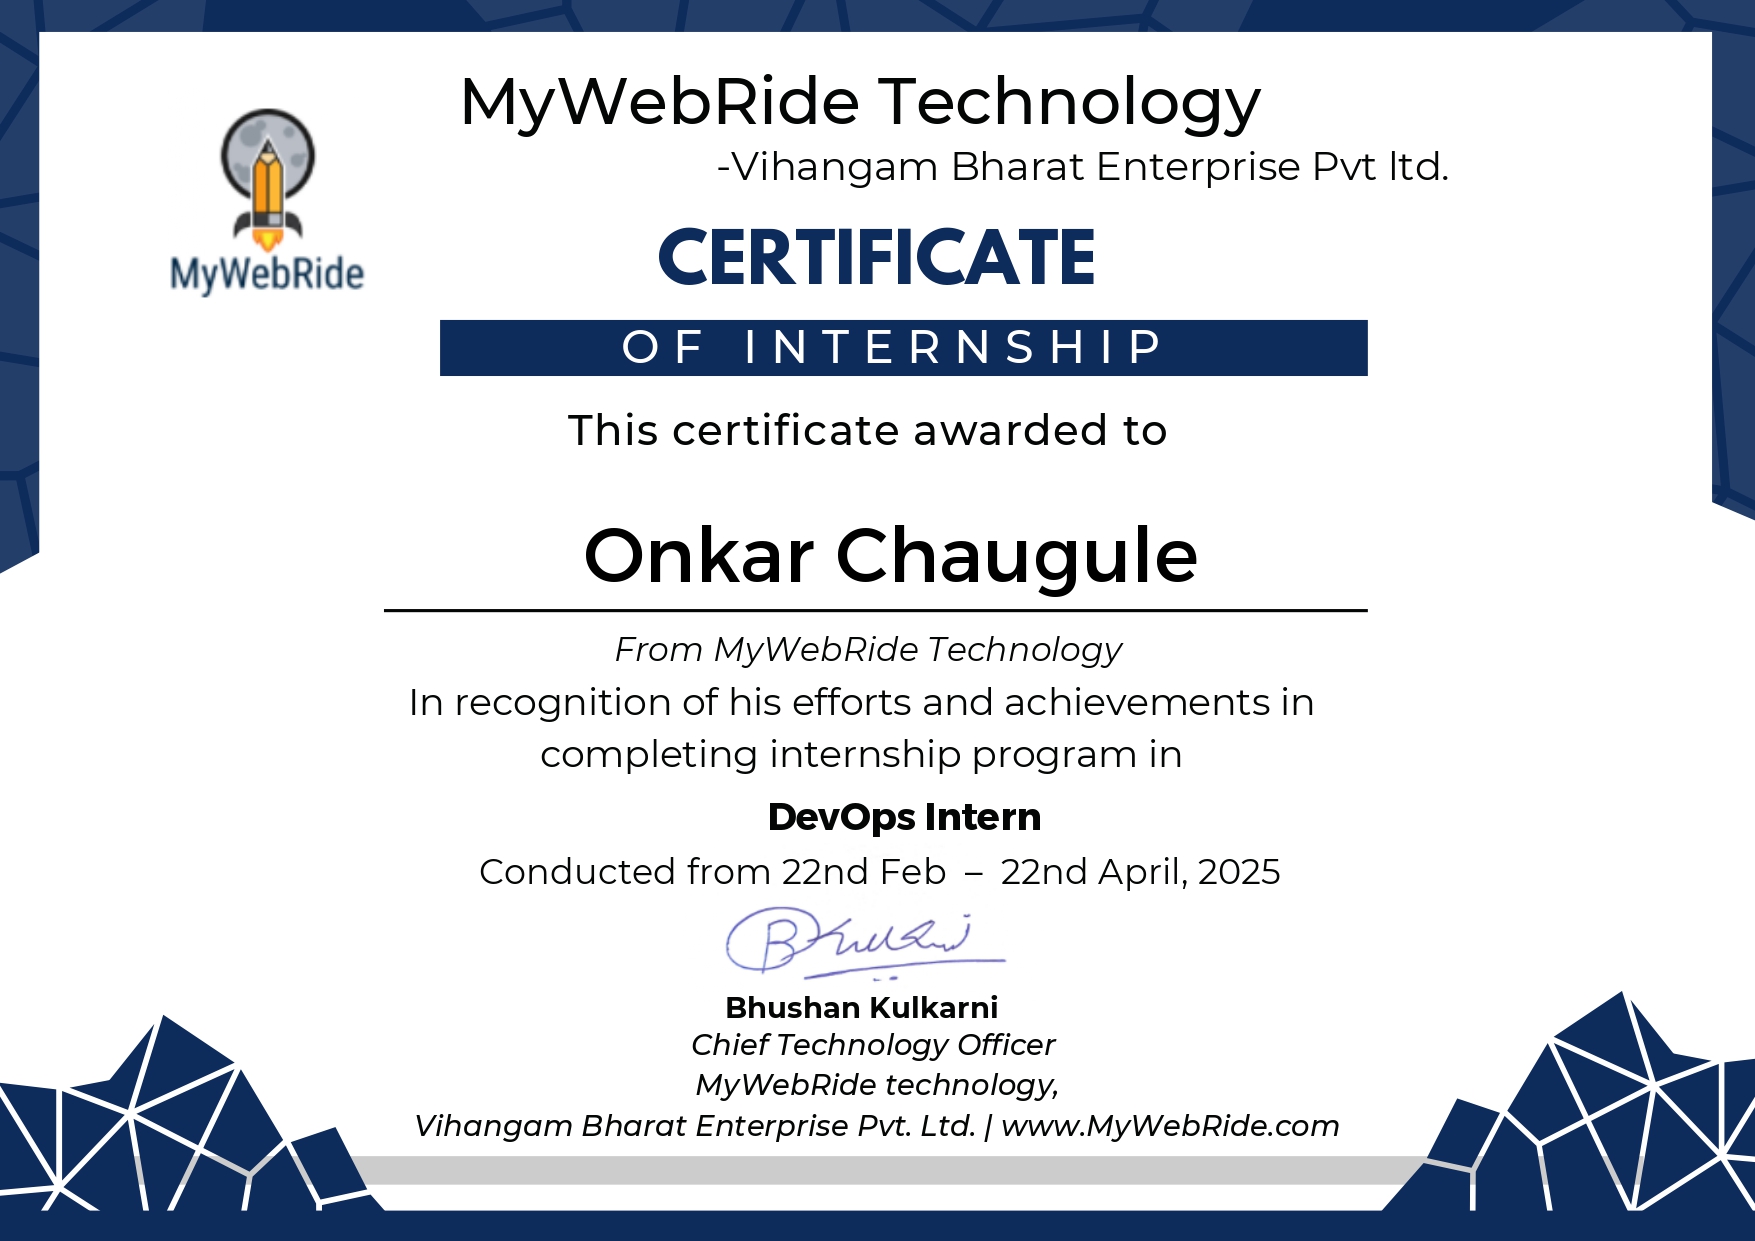 MyWebRide Technology
-Vihangam Bharat Enterprise Pvt ltd.
MyWebRide
CERTIFICATE
OF INTERNSHIP
This certificate awarded to
Onkar Chaugule
From MyWebRide Technology
In recognition of his efforts and achievements in
completing internship program in
DevOps Intern
Conducted from 22nd Feb – 22nd April, 2025
Bhushan Kulkarni
Chief Technology Officer
MyWebRide technology,
Vihangam Bharat Enterprise Pvt. Ltd. | www.MyWebRide.com